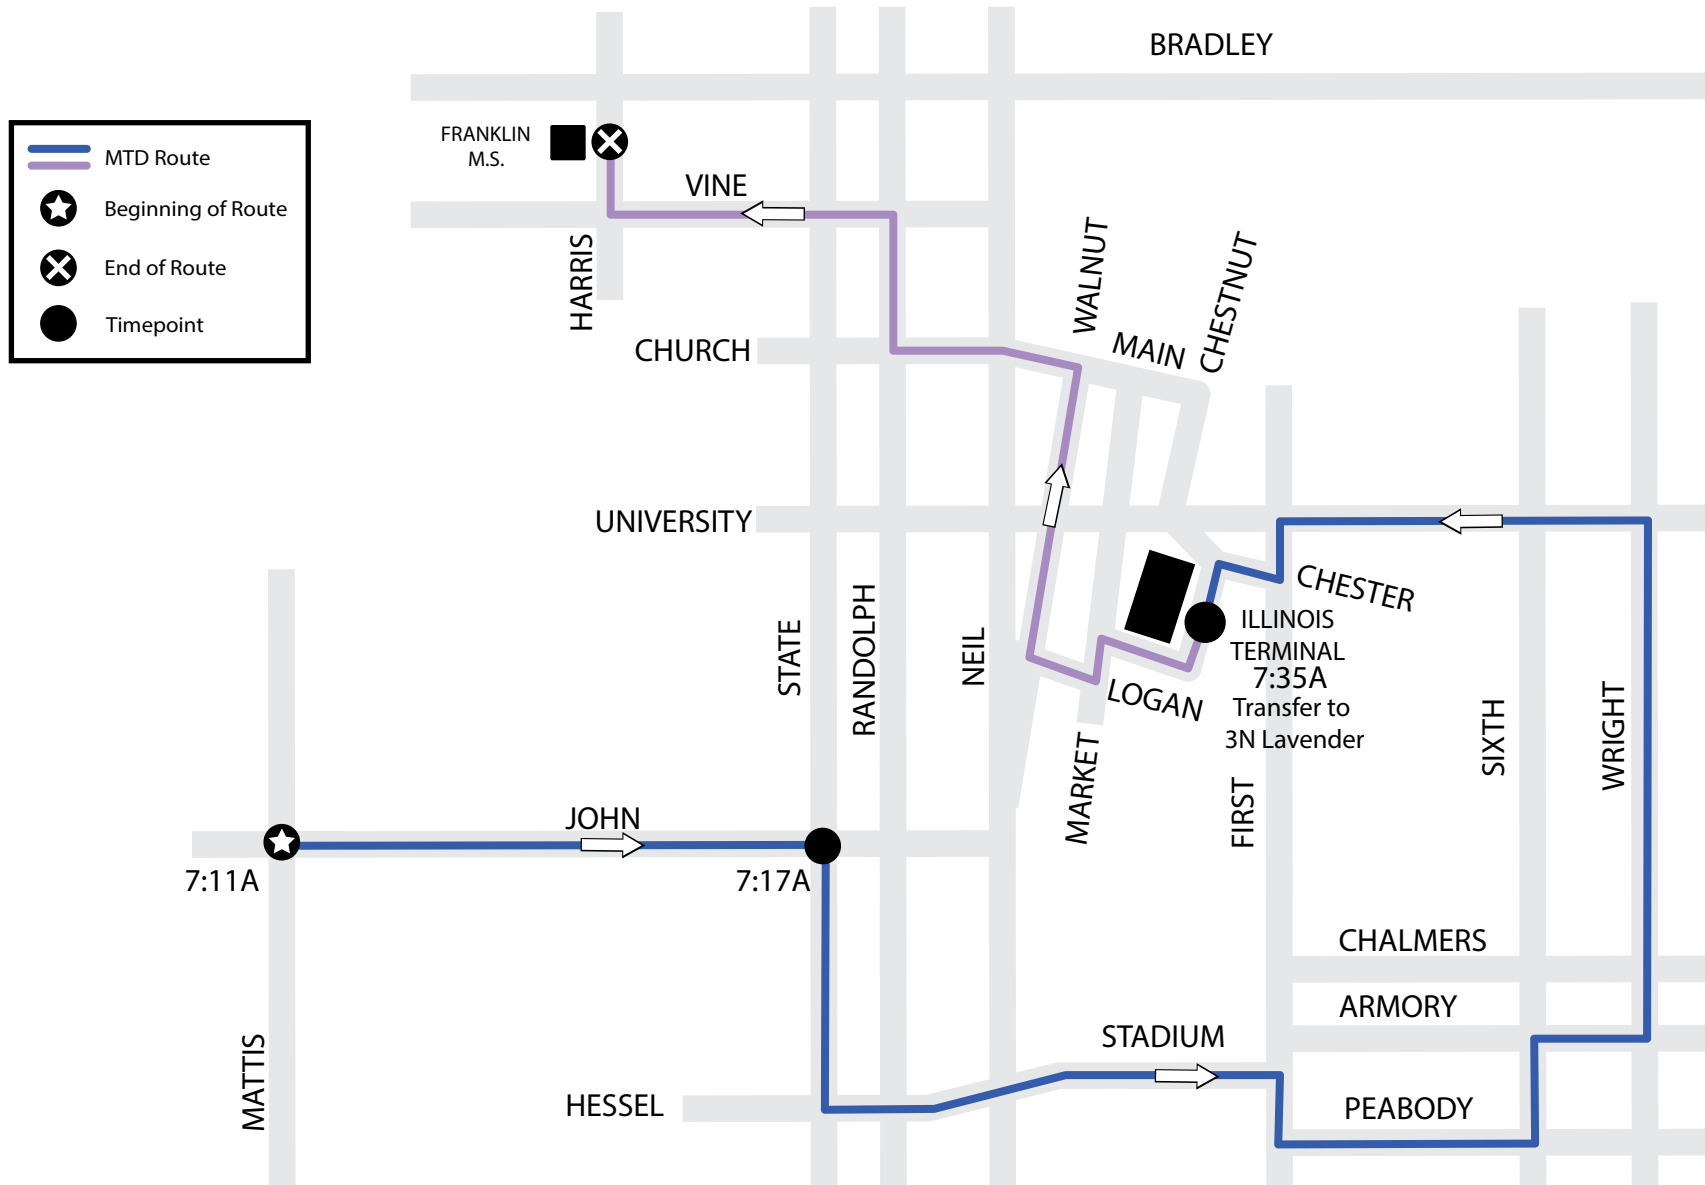 BRADLEY
FRANKLIN
M.S.
MTD Route
Beginning of Route
End of Route
Timepoint
VINE
HARRIS
WALNUT
CHESTNUT
MAIN
CHURCH
UNIVERSITY
CHESTER
ILLINOIS
TERMINAL
7:35A
Transfer to
3N Lavender
STATE
RANDOLPH
NEIL
LOGAN
MARKET
FIRST
SIXTH
WRIGHT
JOHN
7:11A
7:17A
CHALMERS
ARMORY
STADIUM
MATTIS
HESSEL
PEABODY